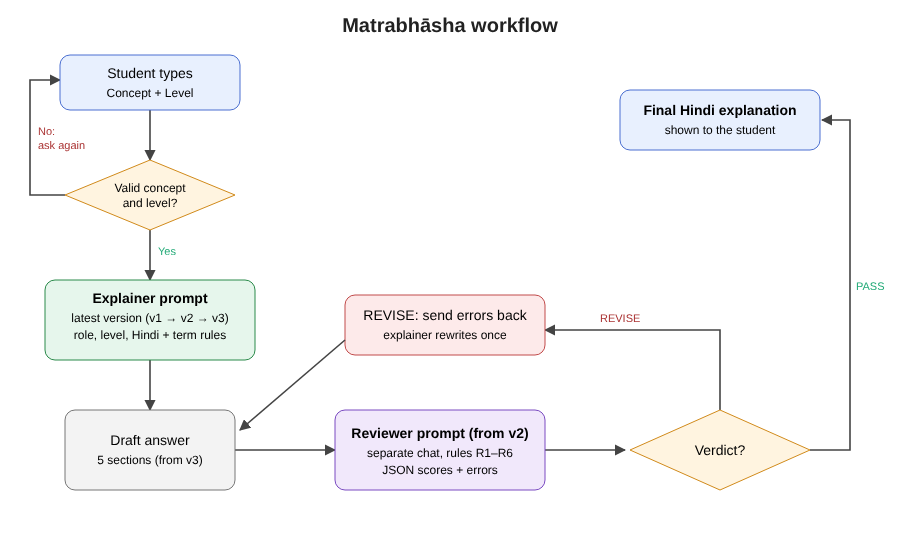 Matrabhāsha workflow
Student types
Concept + Level
No:
ask again
Valid concept
and level?
Yes
Explainer prompt
latest version (v1 → v2 → v3)
role, level, Hindi + term rules
Draft answer
5 sections (from v3)
Reviewer prompt (from v2)
separate chat, rules R1–R6
JSON scores + errors
Verdict?
REVISE
REVISE: send errors back
explainer rewrites once
PASS
Final Hindi explanation
shown to the student